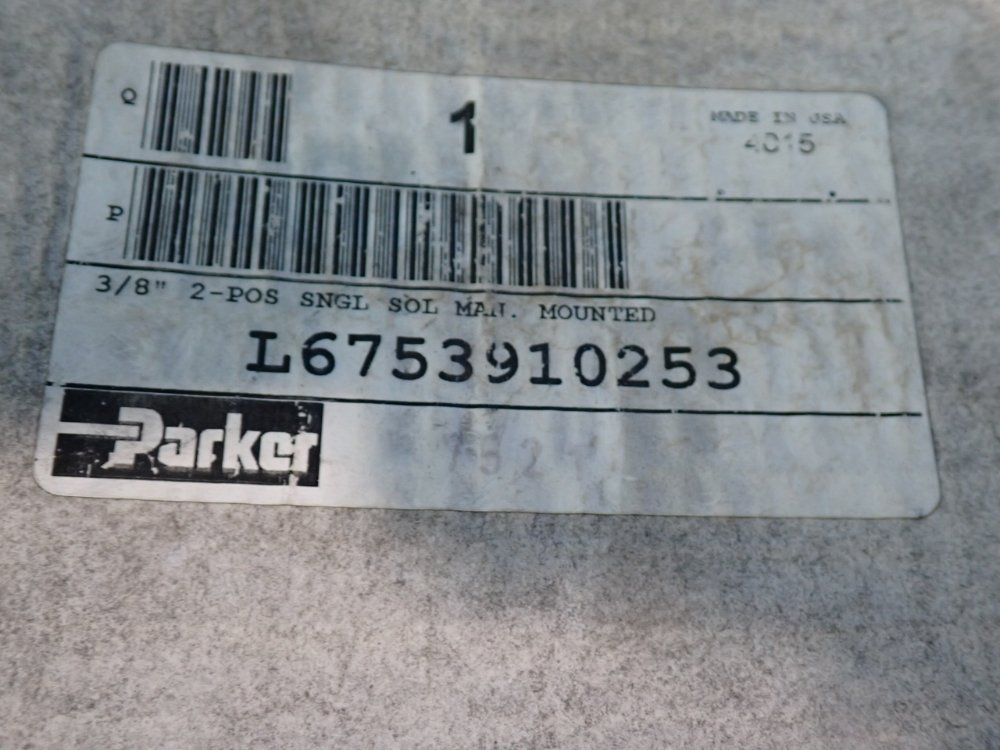 Q 1 MADE IN USA
4015
P
3/8" 2-POS SNGL SOL MAN. MOUNTED
L6753910253
Parker